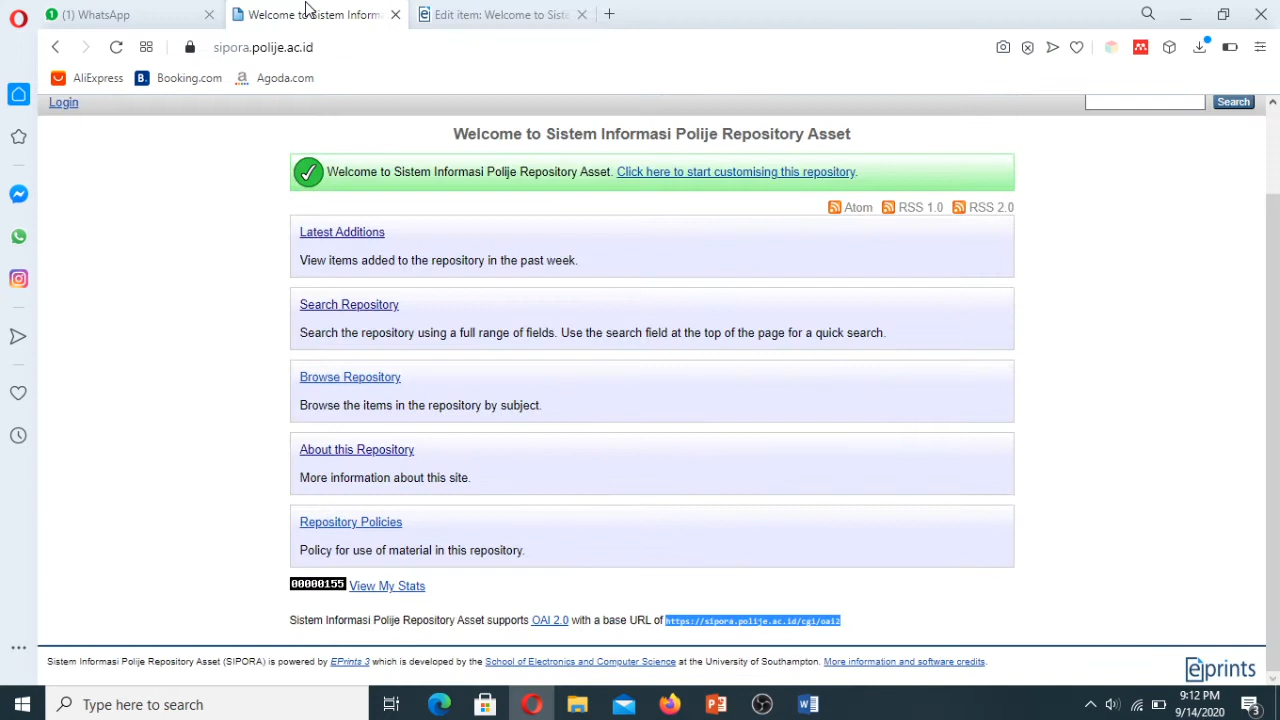 (1) WhatsApp
Welcome to Sistem Inform
Edit item: Welcome to Siste
sipora.polije.ac.id
AliExpress
Booking.com
Agoda.com
Login
Search
Welcome to Sistem Informasi Polije Repository Asset
Welcome to Sistem Informasi Polije Repository Asset. Click here to start customising this repository.
Atom RSS 1.0 RSS 2.0
Latest Additions
View items added to the repository in the past week.
Search Repository
Search the repository using a full range of fields. Use the search field at the top of the page for a quick search.
Browse Repository
Browse the items in the repository by subject.
About this Repository
More information about this site.
Repository Policies
Policy for use of material in this repository.
00000155 View My Stats
Sistem Informasi Polije Repository Asset supports OAI 2.0 with a base URL of https://sipora.polije.ac.id/cgi/oai2
Sistem Informasi Polije Repository Asset (SIPORA) is powered by EPrints 3 which is developed by the School of Electronics and Computer Science at the University of Southampton. More information and software credits.
eprints
Type here to search
9:12 PM
9/14/2020
3